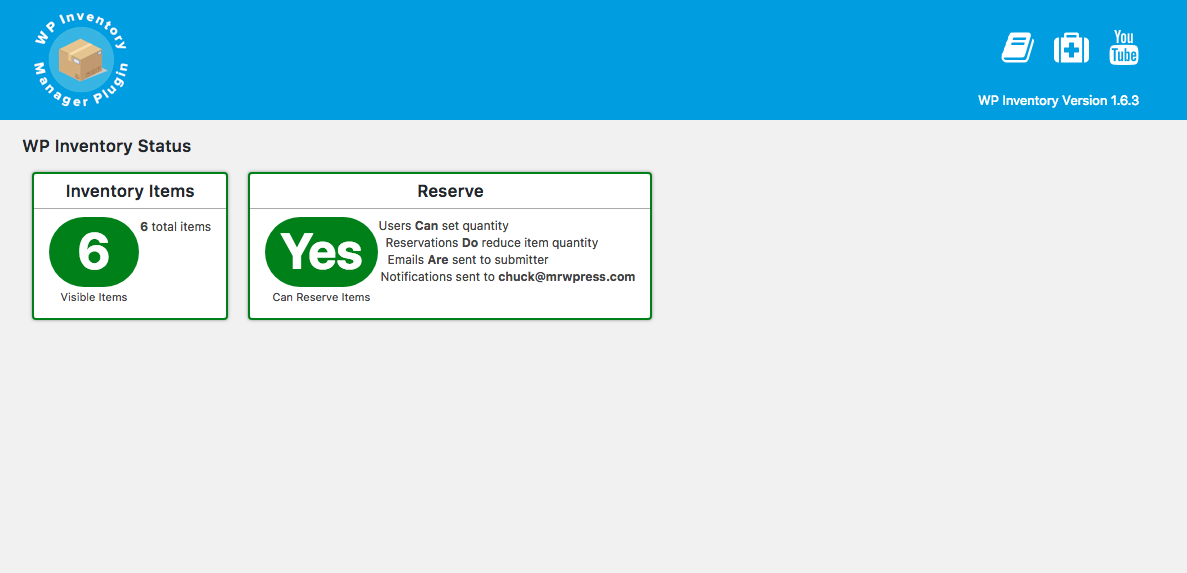 WP Inventory
Manager Plugin
You
Tube
WP Inventory Version 1.6.3
WP Inventory Status
Inventory Items
6
6 total items
Visible Items
Reserve
Yes
Users Can set quantity
Reservations Do reduce item quantity
Emails Are sent to submitter
Notifications sent to chuck@mrwpress.com
Can Reserve Items